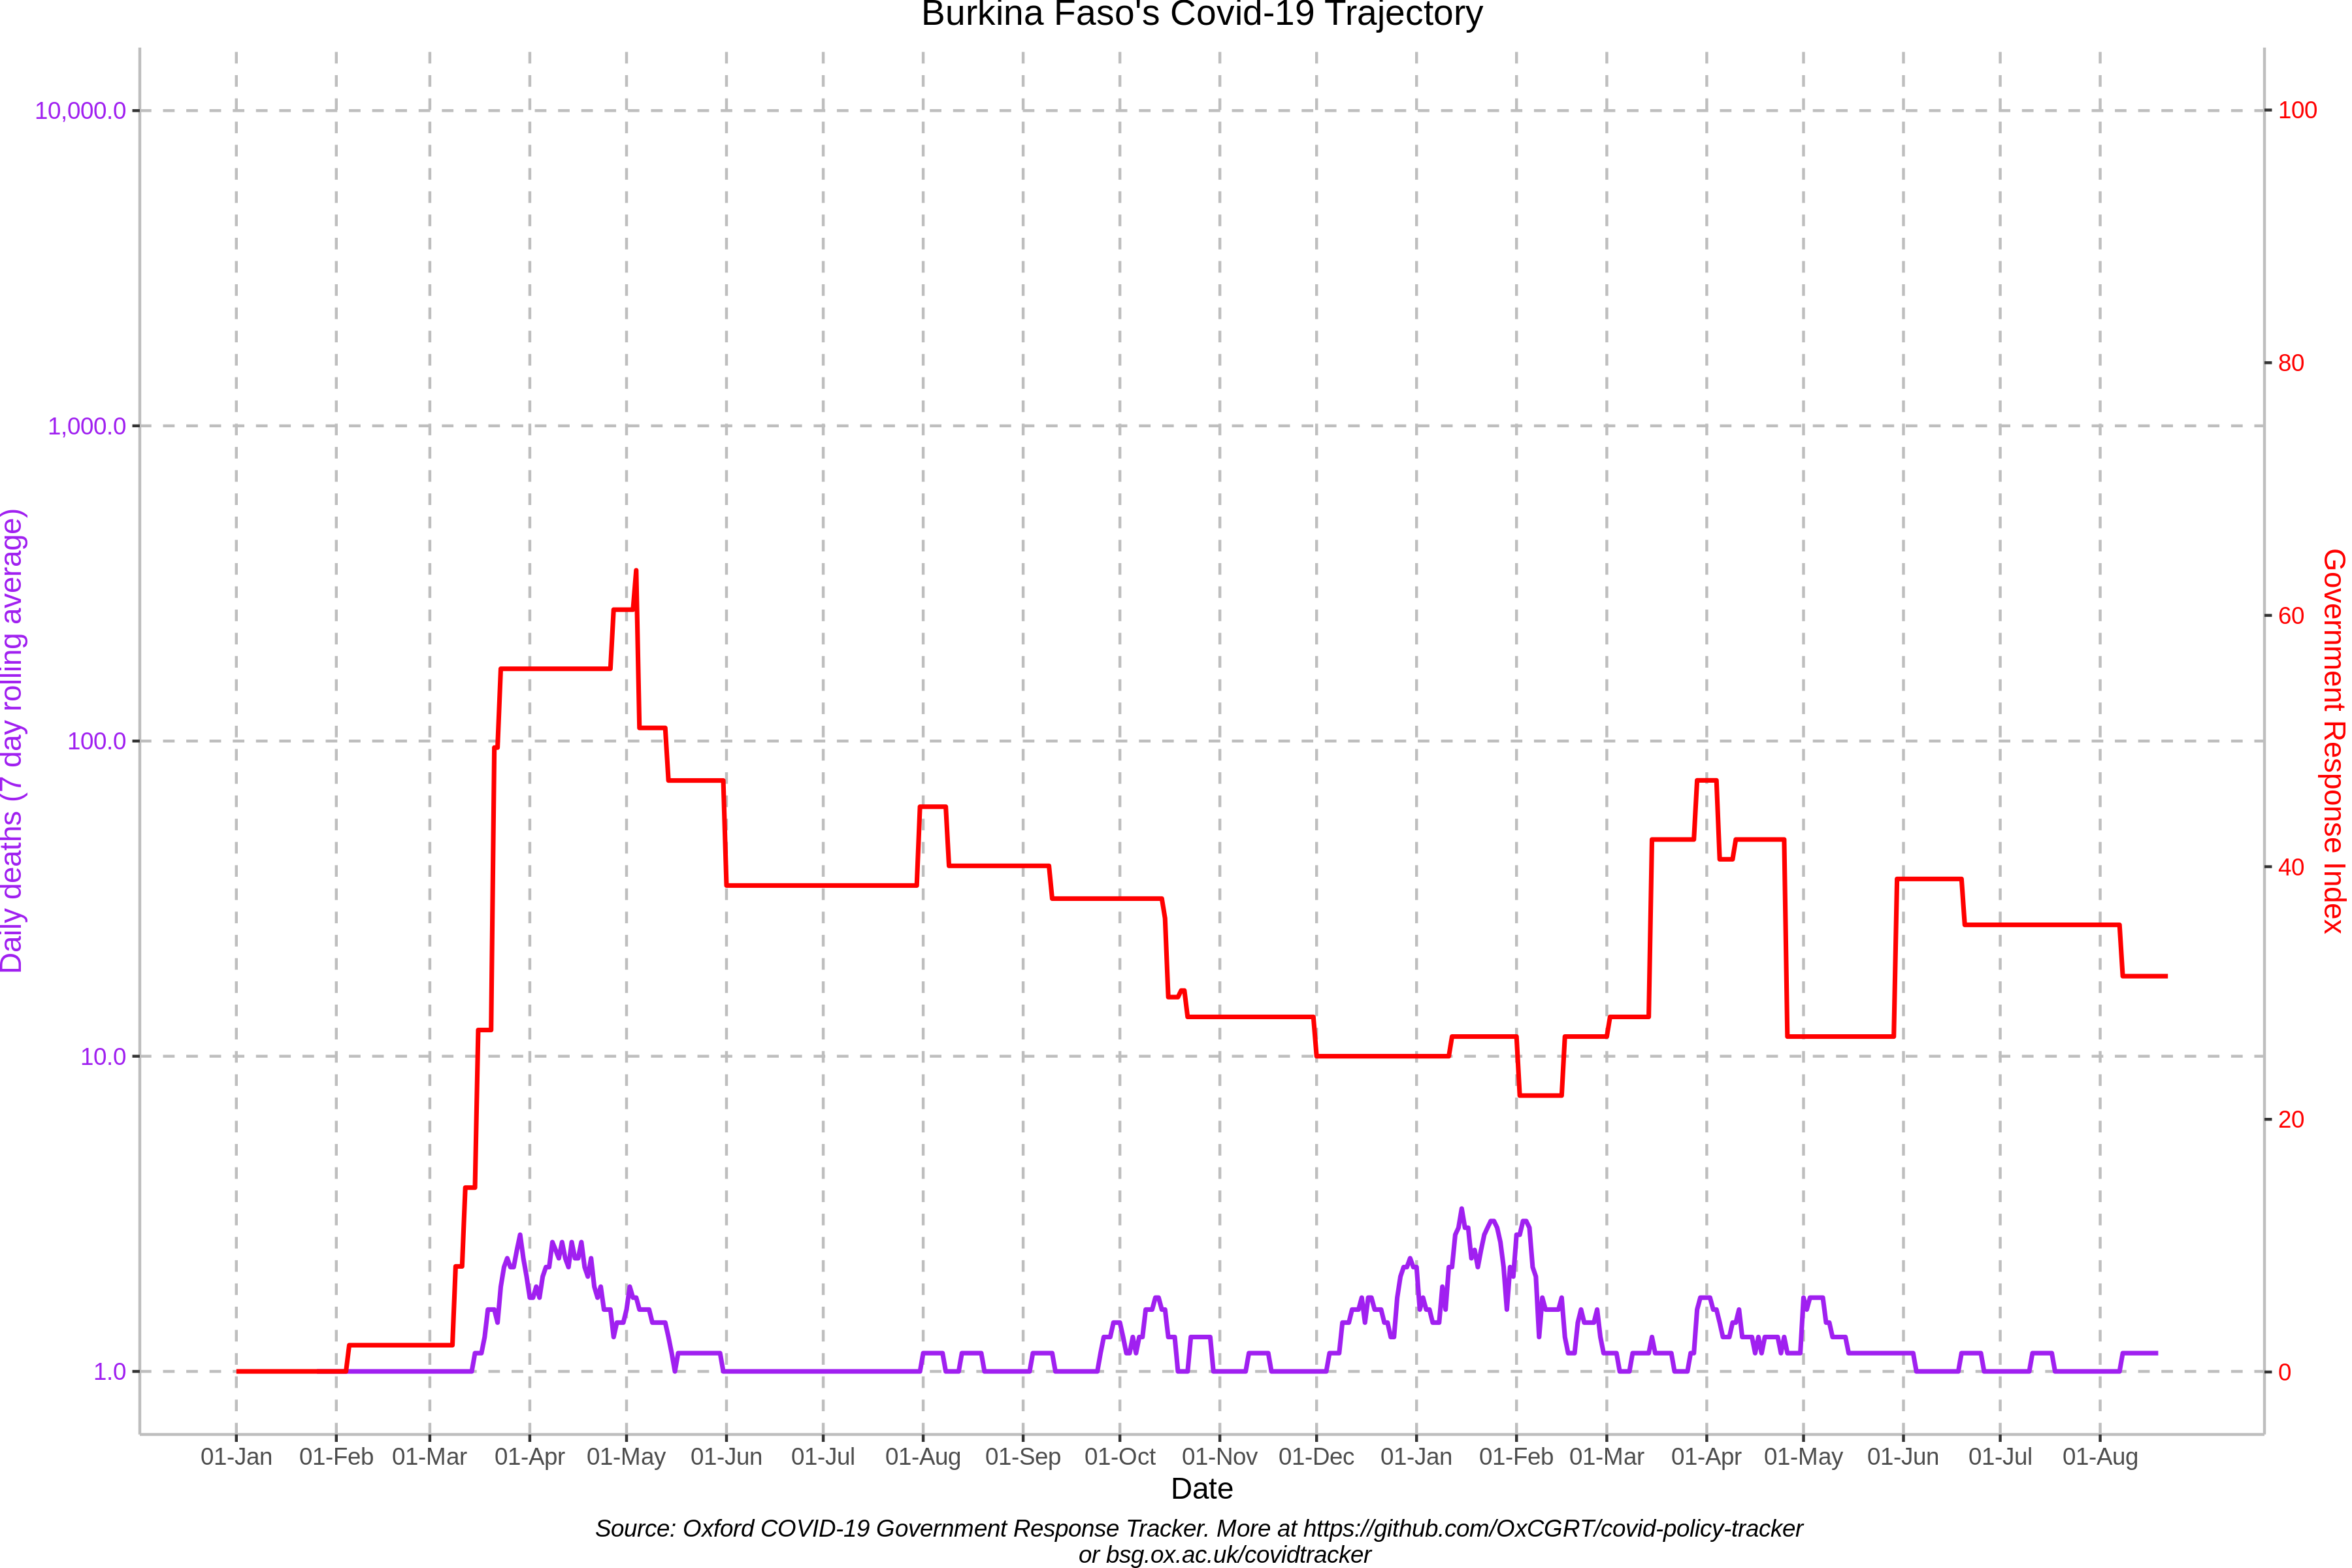 Burkina Faso's Covid-19 Trajectory
Daily deaths (7 day rolling average)
10,000.0
1,000.0
100.0
10.0
1.0
100
80
60
40
20
0
Government Response Index
01-Jan 01-Feb 01-Mar 01-Apr 01-May 01-Jun 01-Jul 01-Aug 01-Sep 01-Oct 01-Nov 01-Dec 01-Jan 01-Feb 01-Mar 01-Apr 01-May 01-Jun 01-Jul 01-Aug
Date
Source: Oxford COVID-19 Government Response Tracker. More at https://github.com/OxCGRT/covid-policy-tracker
or bsg.ox.ac.uk/covidtracker